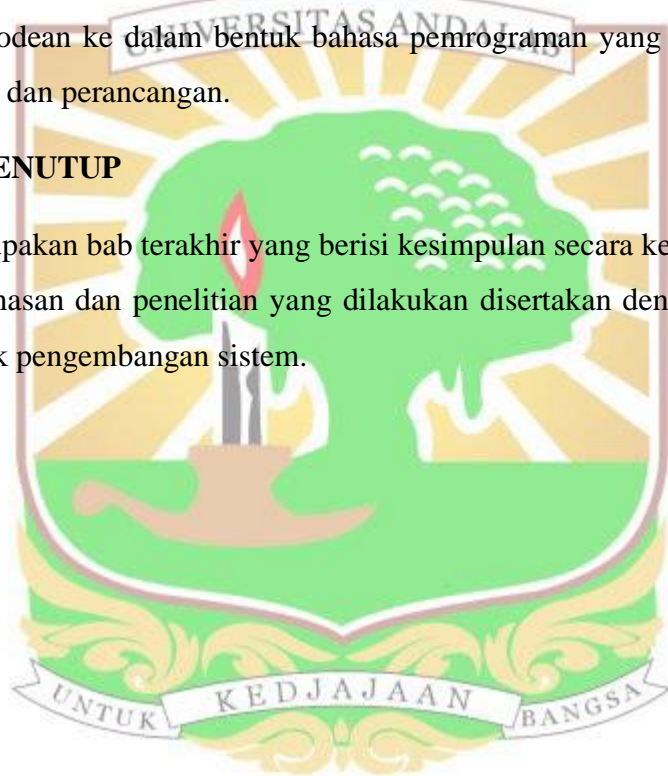 UNIVERSITAS ANDALAS
odean ke dalam bentuk bahasa pemrograman yang
dan perancangan.
ENUTUP
pakan bab terakhir yang berisi kesimpulan secara ke
asan dan penelitian yang dilakukan disertakan den
k pengembangan sistem.
UNTUK KEDJAJAAN BANGSA